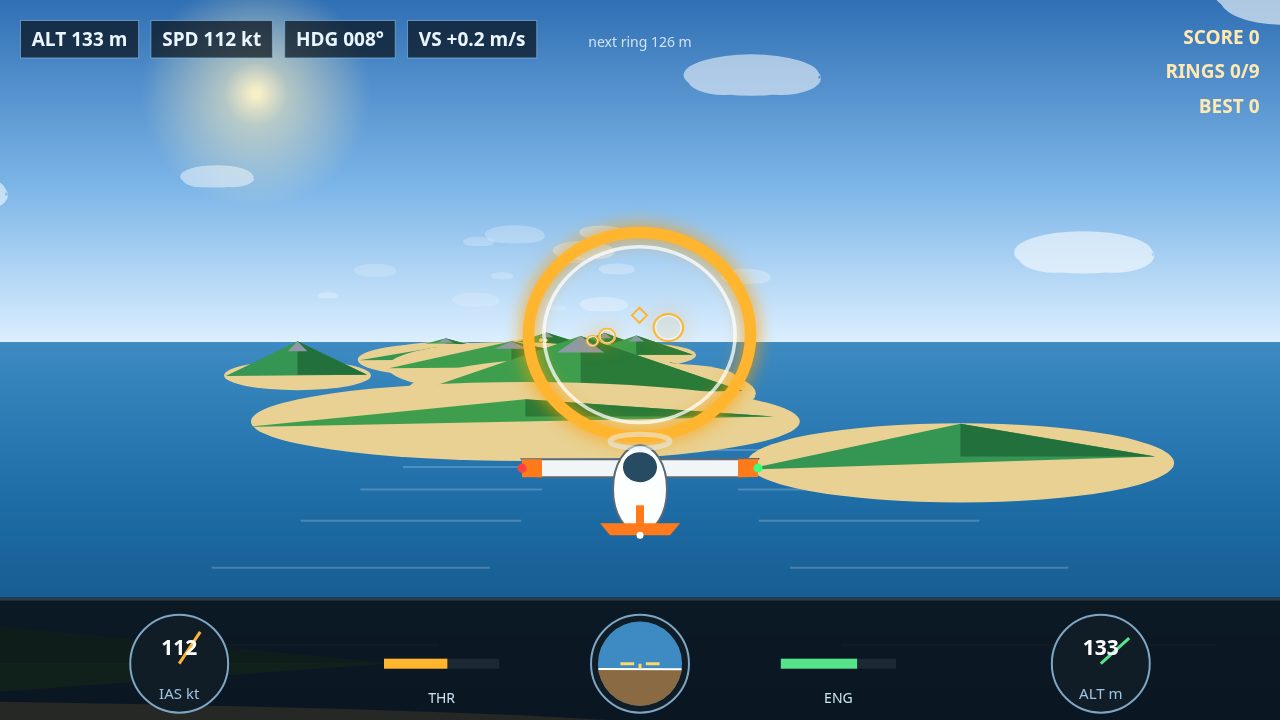 ALT 133 m SPD 112 kt HDG 008° VS +0.2 m/s
next ring 126 m
SCORE 0
RINGS 0/9
BEST 0
112
IAS kt
THR
ENG
133
ALT m